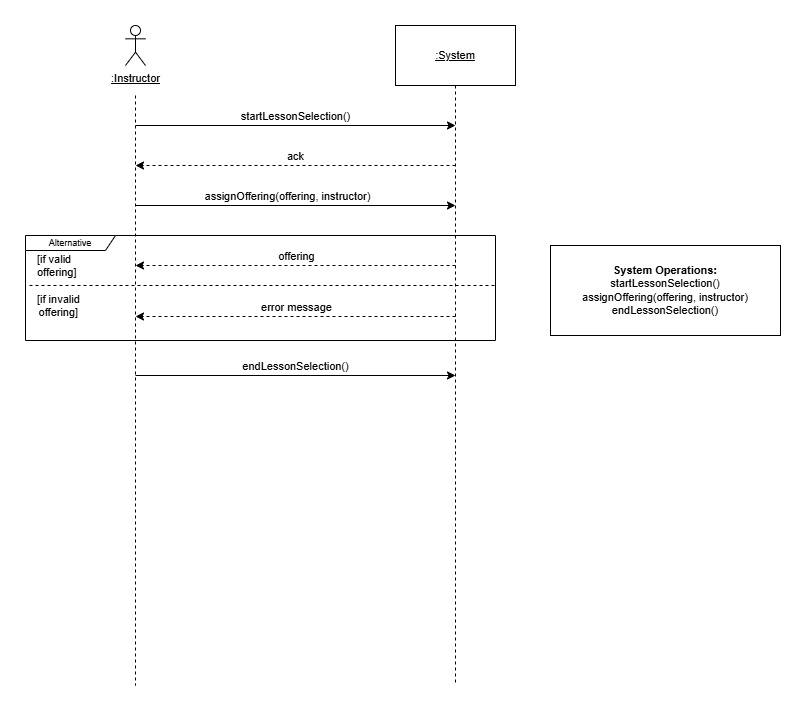 :Instructor
:System
startLessonSelection()
ack
assignOffering(offering, instructor)
Alternative
[if valid
offering]
offering
[if invalid
offering]
error message
endLessonSelection()
System Operations:
startLessonSelection()
assignOffering(offering, instructor)
endLessonSelection()